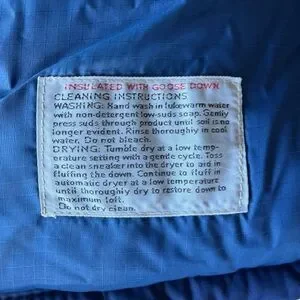 INSULATED WITH GOOSE DOWN
CLEANING INSTRUCTIONS
WASHING: Hand wash in lukewarm water
with non-detergent low-suds soap. Gently
press suds through product until soil is no
longer evident. Rinse thoroughly in cool
water. Do not bleach.
DRYING: Tumble dry at a low temp-
erature setting with a gentle cycle. Toss
a clean sneaker into the dryer to aid in
fluffing the down. Continue to fluff in
automatic dryer at a low temperature
until thoroughly dry to restore down to
maximum loft.
Do not dry clean.